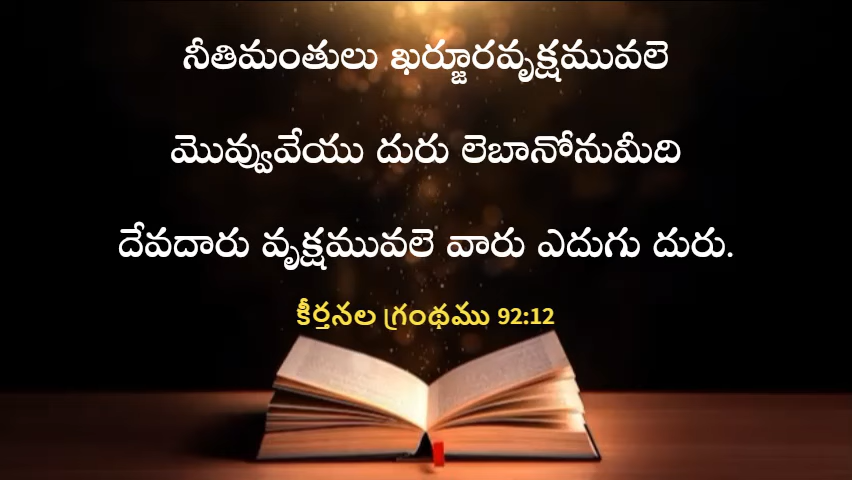 నీతిమంతులు ఖర్జూరవృక్షమువలె
మొవ్వువేయు దురు లెబానోనుమీది
దేవదారు వృక్షమువలె వారు ఎదుగు దురు.
కీర్తనల గ్రంథము 92:12